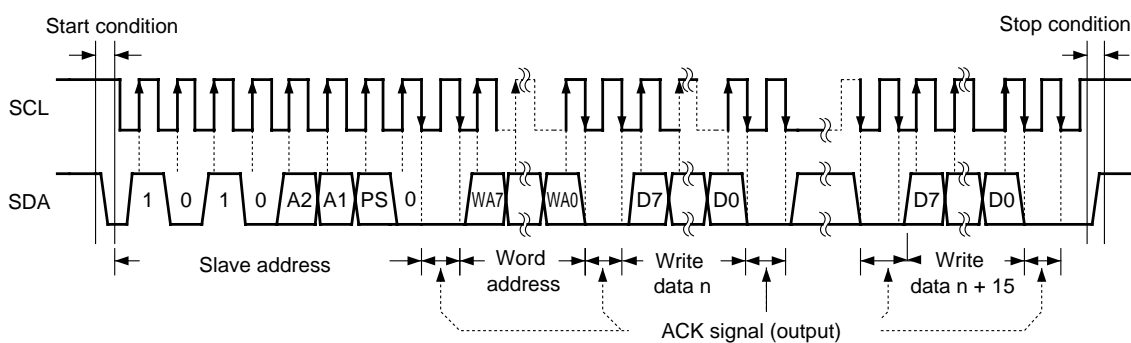 Start condition
Stop condition
SCL
SDA
1 0 1 0 A2 A1 PS 0 WA7 WA0 D7 D0 D7 D0
Slave address
Word
address
Write
data n
Write
data n + 15
ACK signal (output)